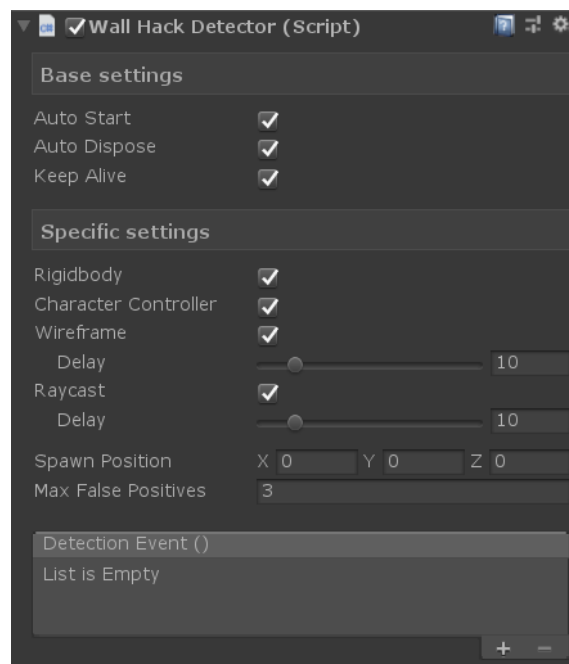 Wall Hack Detector (Script)
Base settings
Auto Start
Auto Dispose
Keep Alive
Specific settings
Rigidbody
Character Controller
Wireframe
Delay 10
Raycast
Delay 10
Spawn Position X 0 Y 0 Z 0
Max False Positives 3
Detection Event ()
List is Empty
+ −